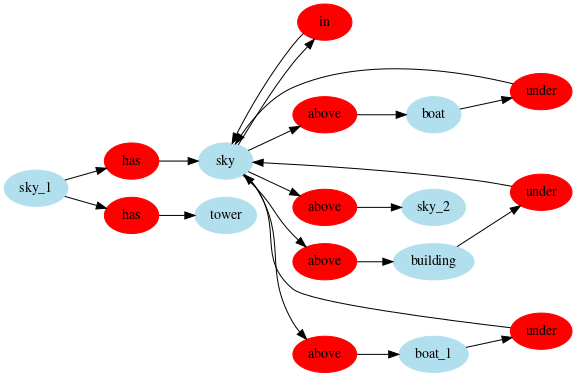 in
under
above
boat
has
sky
sky_1
under
above
sky_2
has
tower
above
building
under
above
boat_1